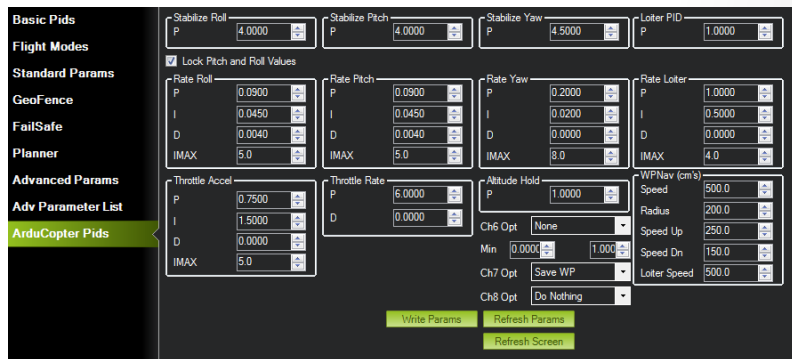 Basic Pids
Flight Modes
Standard Params
GeoFence
FailSafe
Planner
Advanced Params
Adv Parameter List
ArduCopter Pids
Stabilize Roll
P 4.0000
Stabilize Pitch
P 4.0000
Stabilize Yaw
P 4.5000
Loiter PID
P 1.0000
Lock Pitch and Roll Values
Rate Roll
P 0.0900
I 0.0450
D 0.0040
IMAX 5.0
Rate Pitch
P 0.0900
I 0.0450
D 0.0040
IMAX 5.0
Rate Yaw
P 0.2000
I 0.0200
D 0.0000
IMAX 8.0
Rate Loiter
P 1.0000
I 0.5000
D 0.0000
IMAX 4.0
Throttle Accel
P 0.7500
I 1.5000
D 0.0000
IMAX 5.0
Throttle Rate
P 6.0000
D 0.0000
Altitude Hold
P 1.0000
Ch6 Opt None
Min 0.000 1.000
Ch7 Opt Save WP
Ch8 Opt Do Nothing
WPNav (cm's)
Speed 500.0
Radius 200.0
Speed Up 250.0
Speed Dn 150.0
Loiter Speed 500.0
Write Params
Refresh Params
Refresh Screen